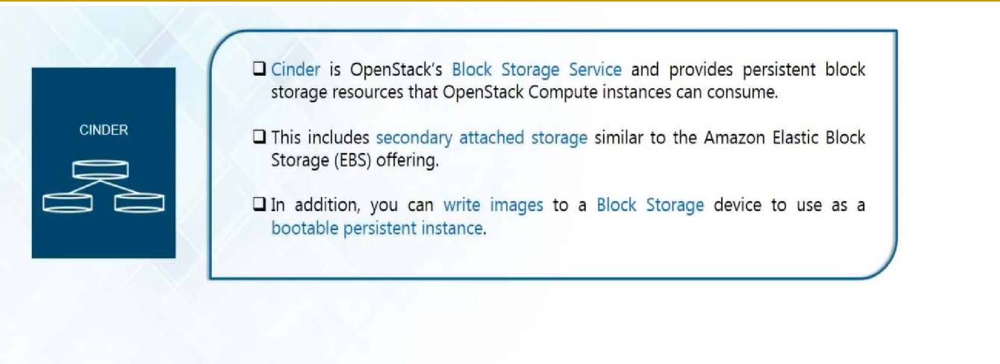 CINDER
❑ Cinder is OpenStack's Block Storage Service and provides persistent block
storage resources that OpenStack Compute instances can consume.
❑ This includes secondary attached storage similar to the Amazon Elastic Block
Storage (EBS) offering.
❑ In addition, you can write images to a Block Storage device to use as a
bootable persistent instance.